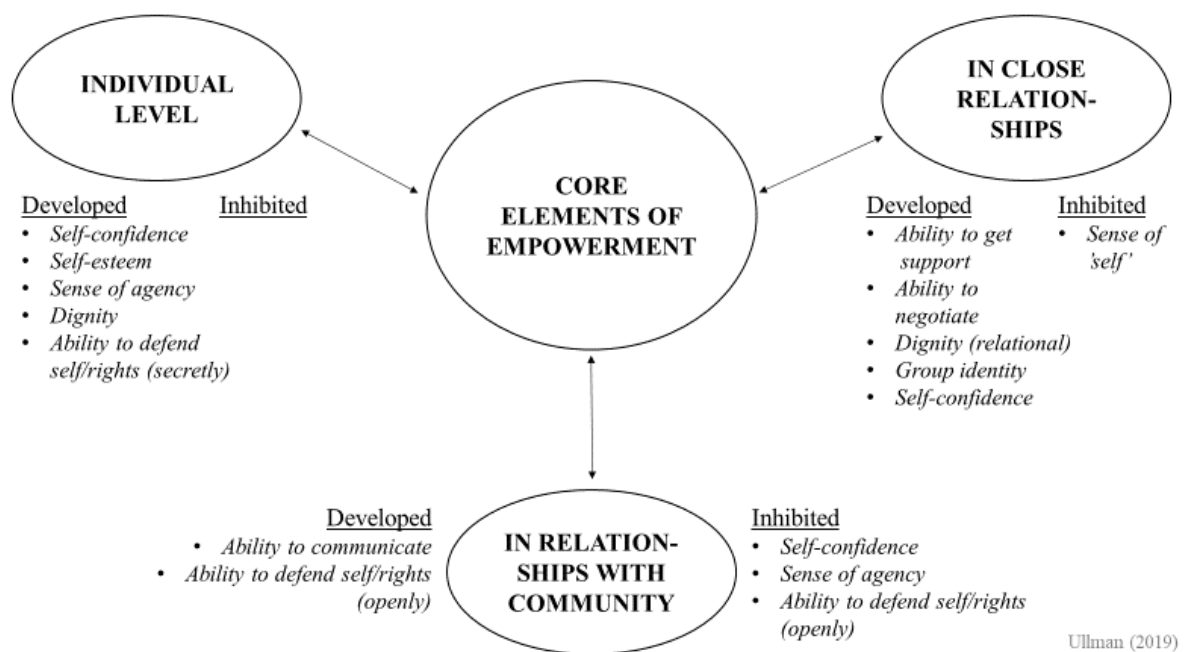 INDIVIDUAL
LEVEL
Developed
• Self-confidence
• Self-esteem
• Sense of agency
• Dignity
• Ability to defend
self/rights (secretly)
Inhibited
CORE
ELEMENTS OF
EMPOWERMENT
IN CLOSE
RELATION-
SHIPS
Developed
• Ability to get
support
• Ability to
negotiate
• Dignity (relational)
• Group identity
• Self-confidence
Inhibited
• Sense of
’self’
Developed
• Ability to communicate
• Ability to defend self/rights
(openly)
IN RELATION-
SHIPS WITH
COMMUNITY
Inhibited
• Self-confidence
• Sense of agency
• Ability to defend self/rights
(openly)
Ullman (2019)